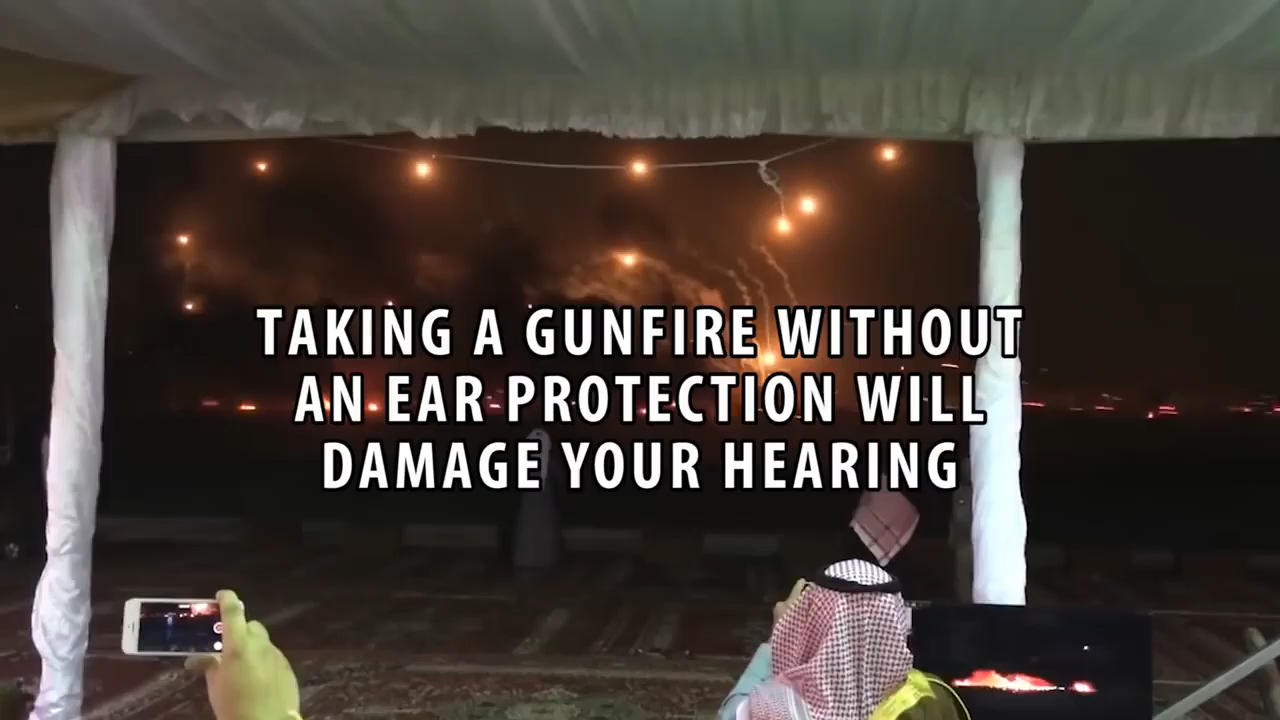 TAKING A GUNFIRE WITHOUT
AN EAR PROTECTION WILL
DAMAGE YOUR HEARING